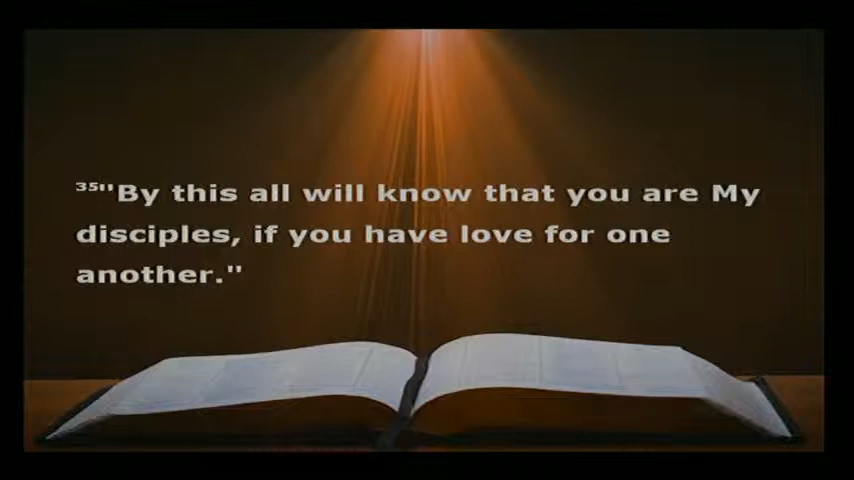 ³⁵"By this all will know that you are My
disciples, if you have love for one
another."